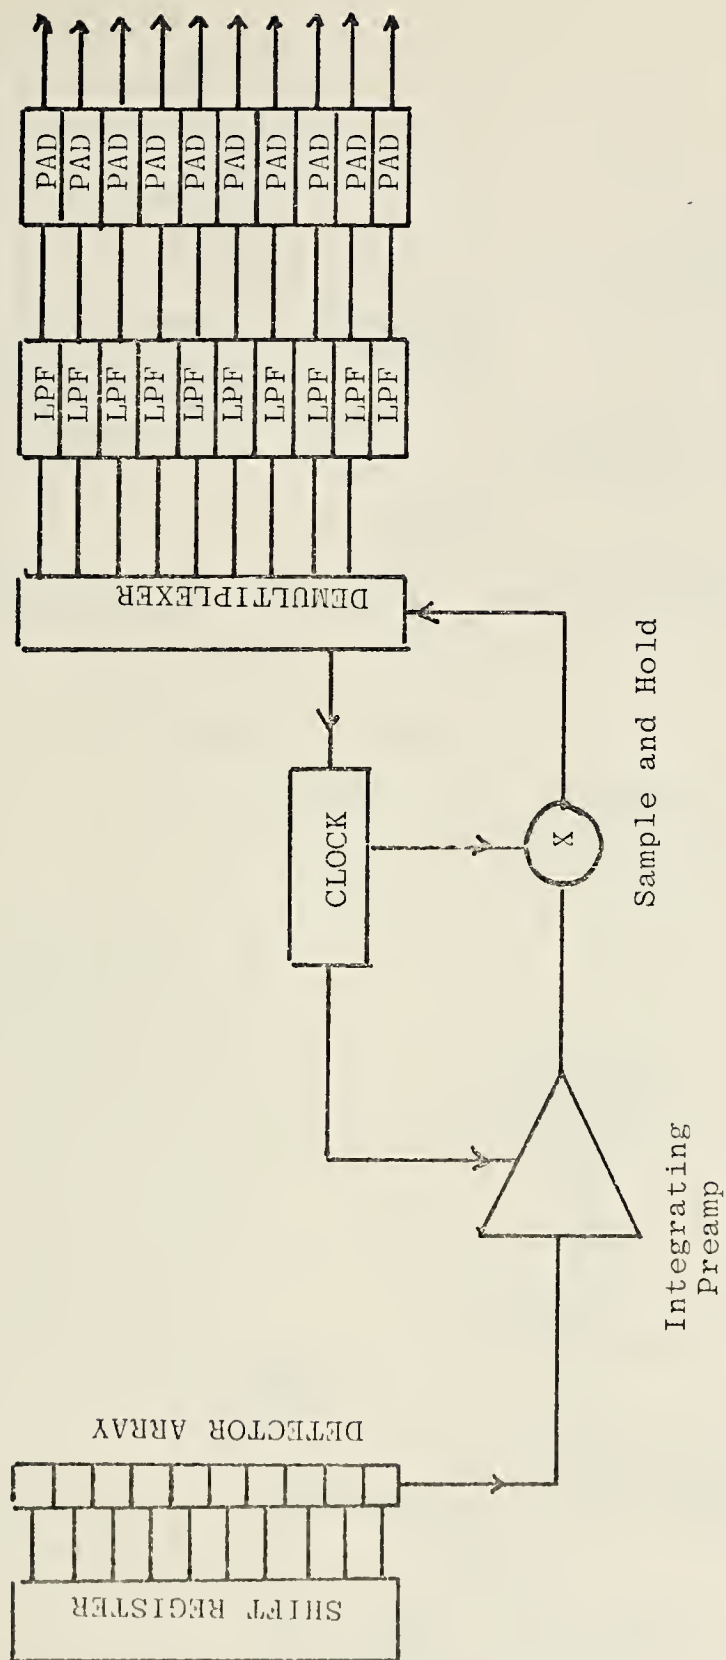 SHIFT REGISTER
DETECTOR ARRAY
Integrating
Preamp
CLOCK
X
Sample and Hold
DEMULTIPLEXER
LPF
LPF
LPF
LPF
LPF
LPF
LPF
LPF
LPF
LPF
PAD
PAD
PAD
PAD
PAD
PAD
PAD
PAD
PAD
PAD